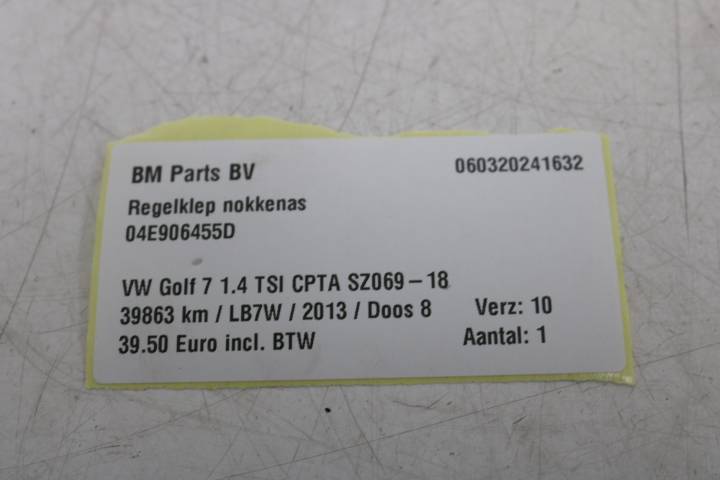 BM Parts BV 060320241632
Regelklep nokkenas
04E906455D
VW Golf 7 1.4 TSI CPTA SZ069-18
39863 km / LB7W / 2013 / Doos 8 Verz: 10
39.50 Euro incl. BTW Aantal: 1